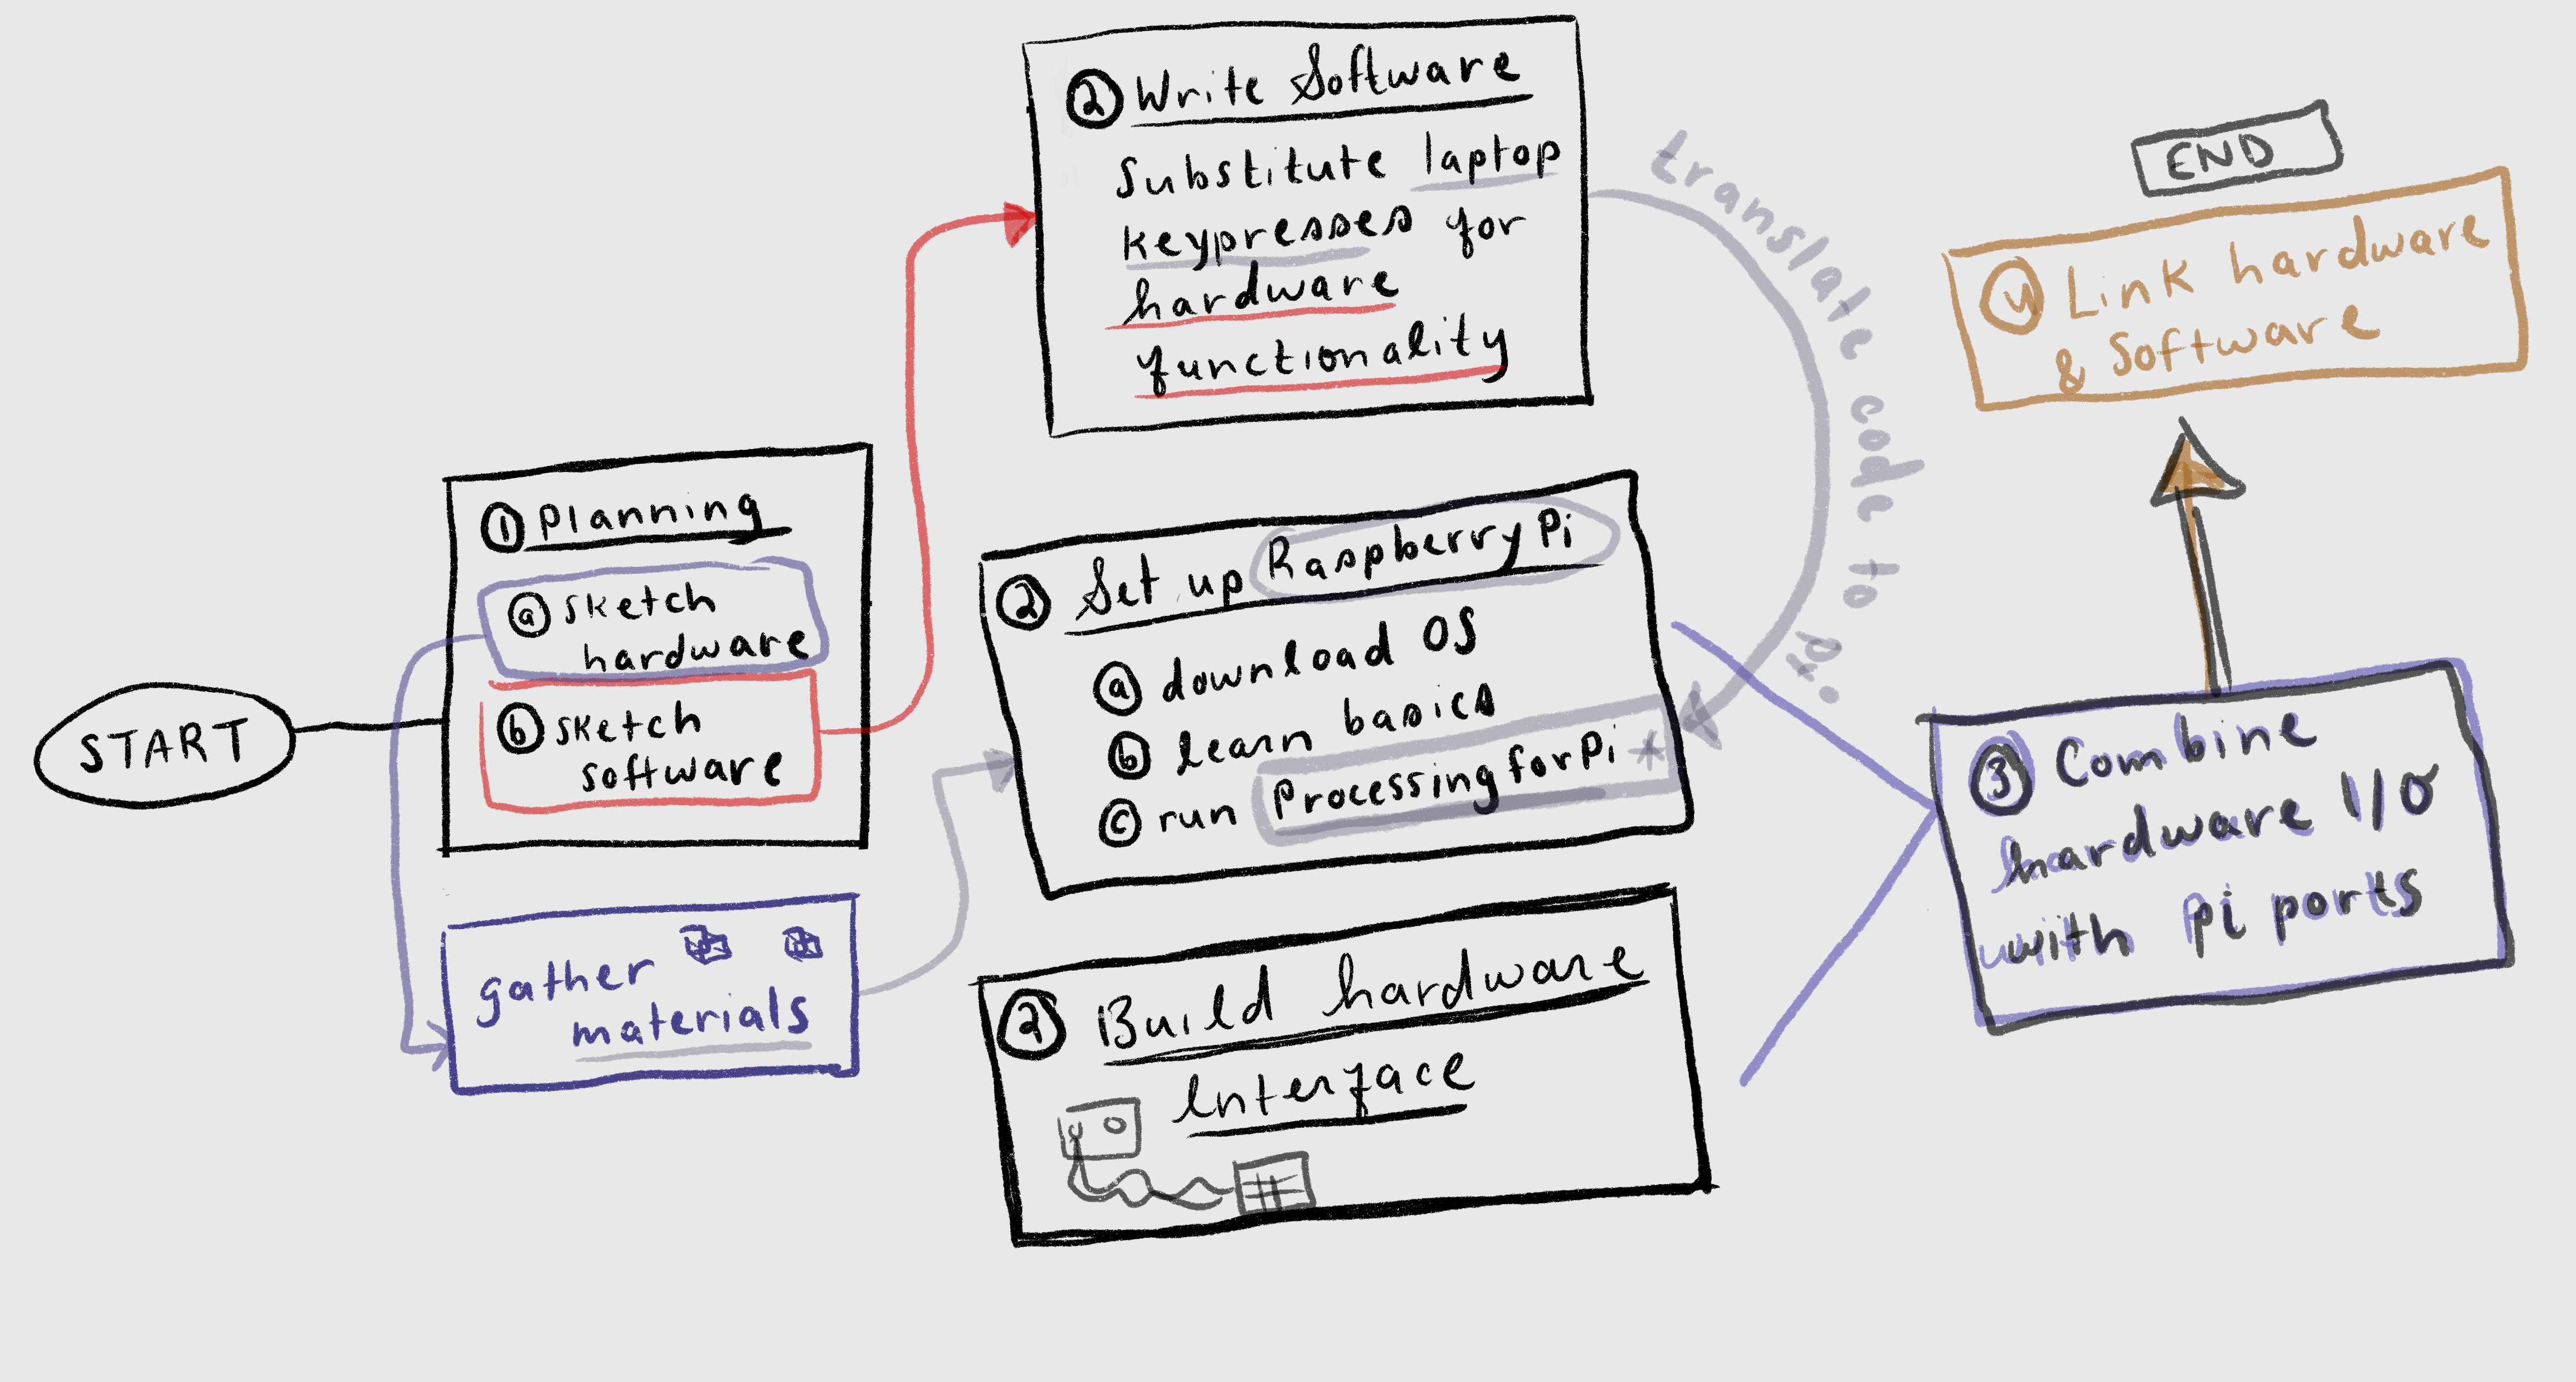 START
① Planning
ⓐ sketch
hardware
ⓑ sketch
software
gather
materials
② Write Software
Substitute laptop
keypresses for
hardware
functionality
② Set up Raspberry Pi
ⓐ download OS
ⓑ learn basics
ⓒ run Processing for Pi *
② Build hardware
Interface
translate code to Pi.
③ Combine
hardware I/O
with pi ports
④ Link hardware
& Software
END